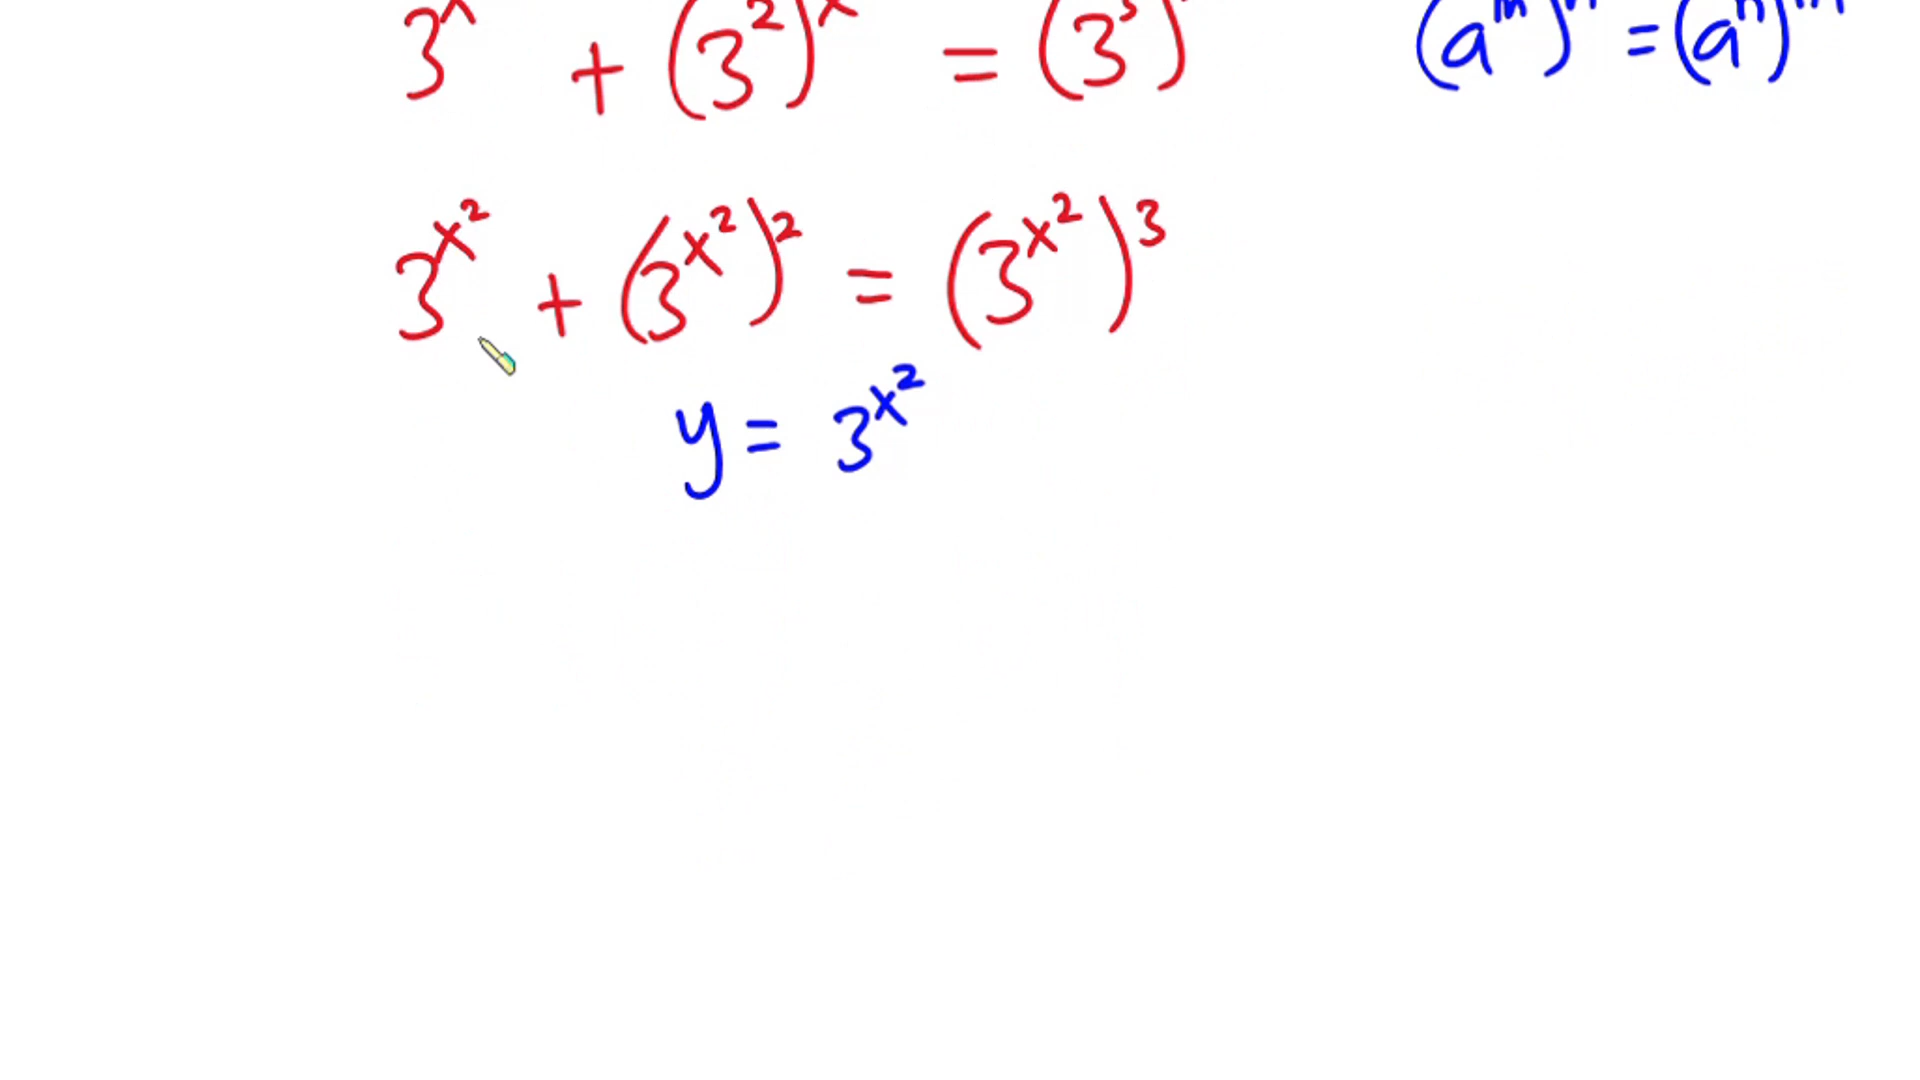 3^x + (3^2)^x = (3^3)
(a^m)^n = (a^n)^m
3^{x^2} + (3^{x^2})^2 = (3^{x^2})^3
y = 3^{x^2}